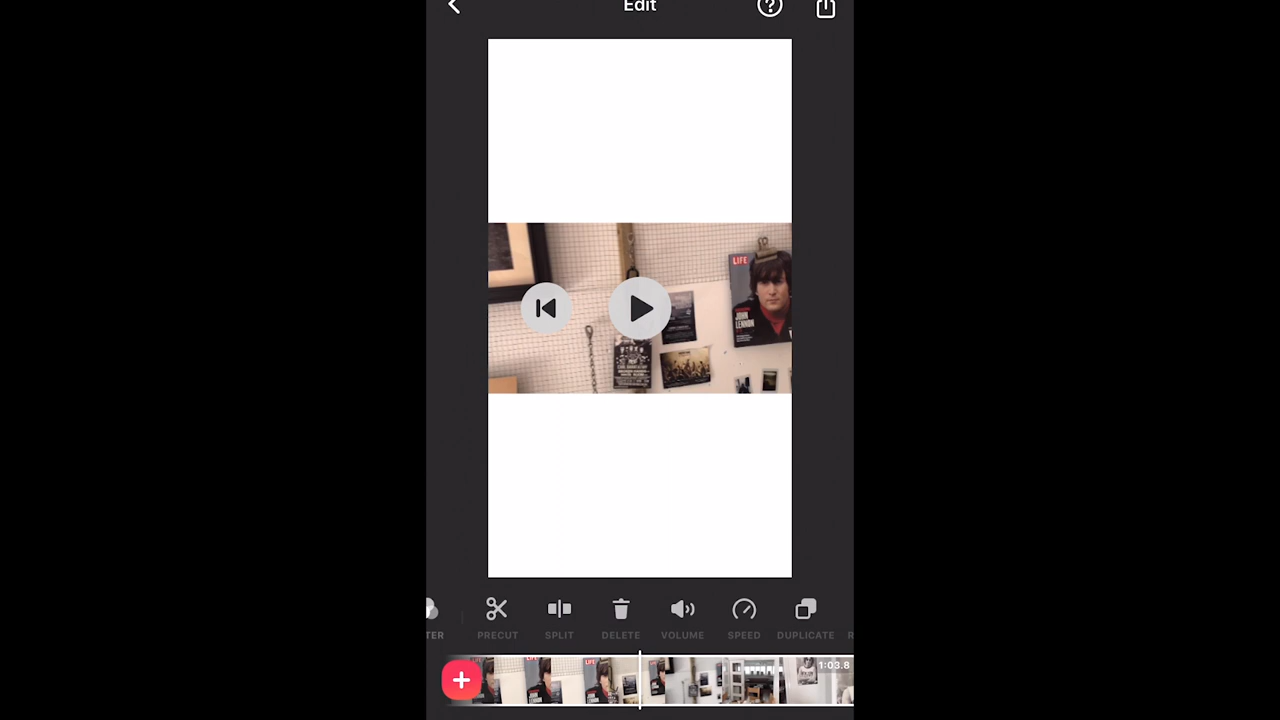 Edit
LIFE
JOHN
LENNON
TER
PRECUT
SPLIT
DELETE
VOLUME
SPEED
DUPLICATE
R
1:03.8